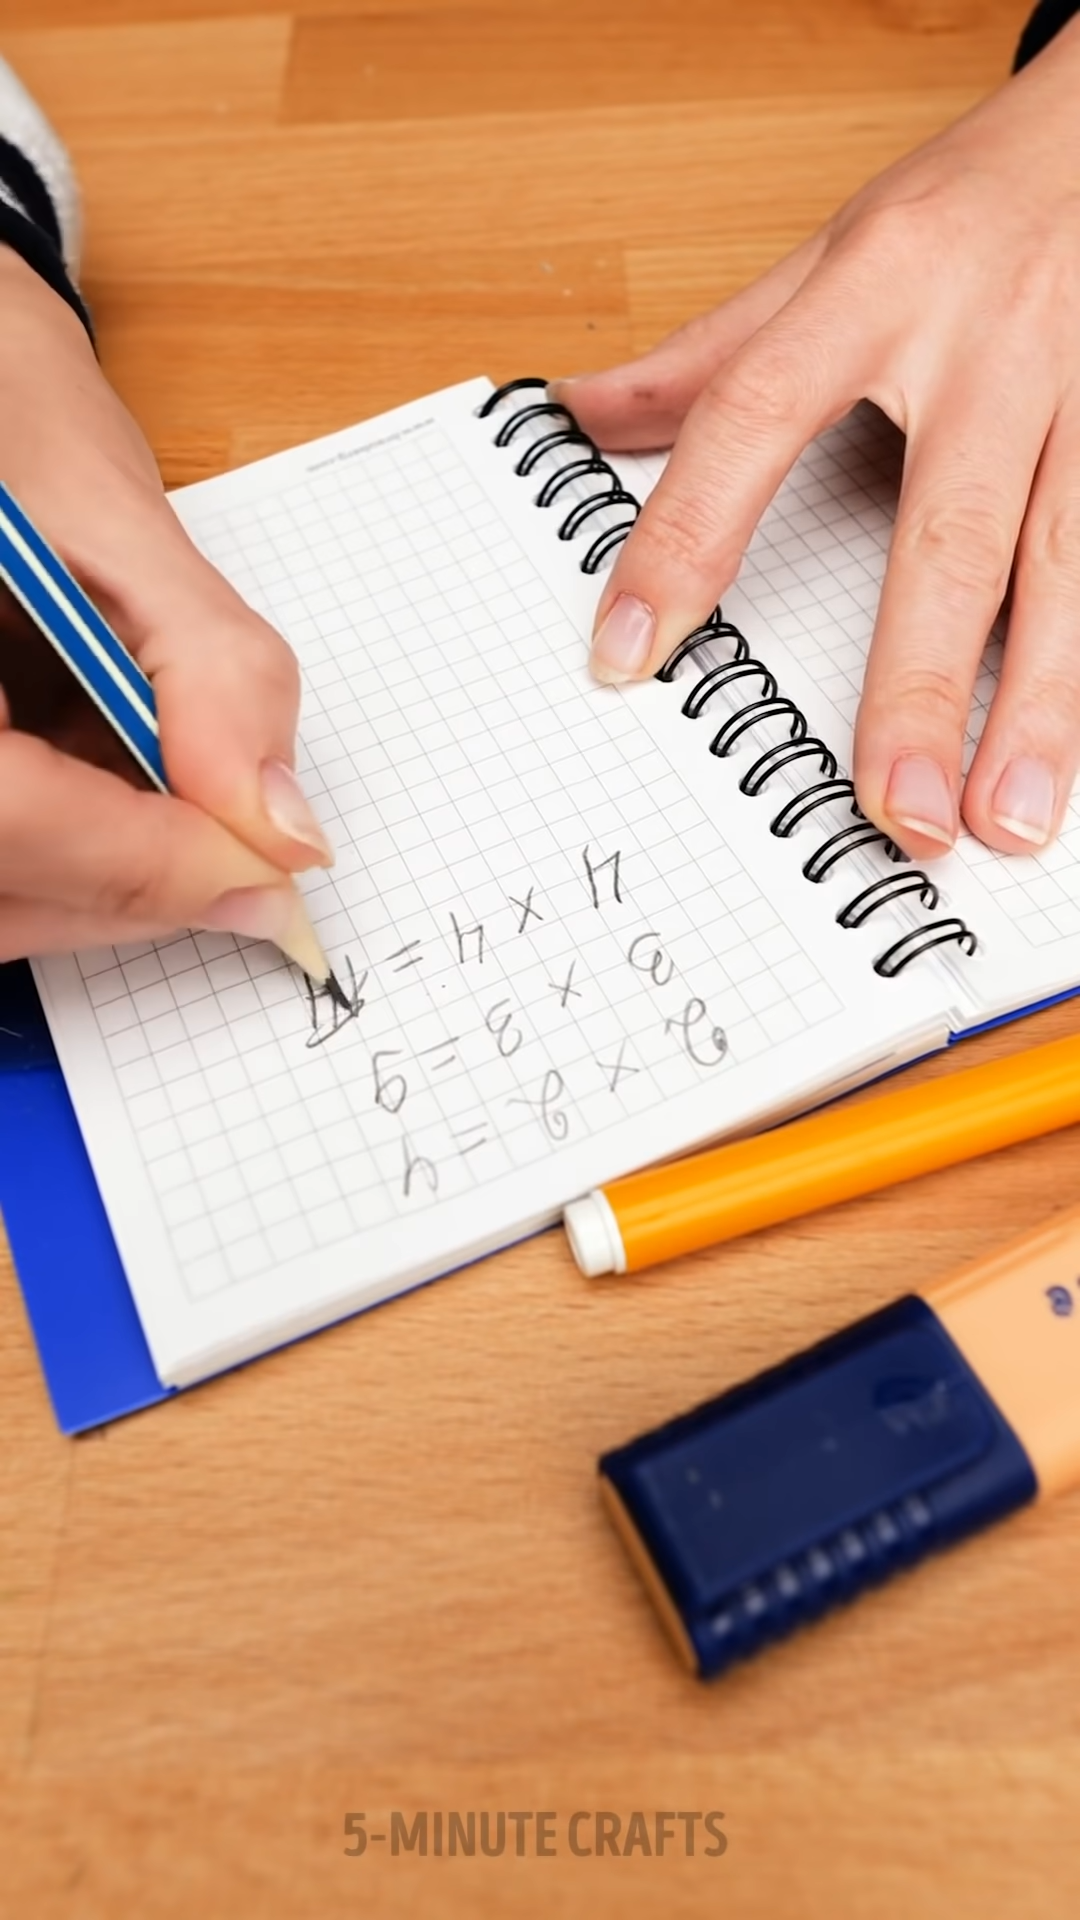 2 x 2 = 4
3 x 3 = 9
4 x 4 =
5-MINUTE CRAFTS